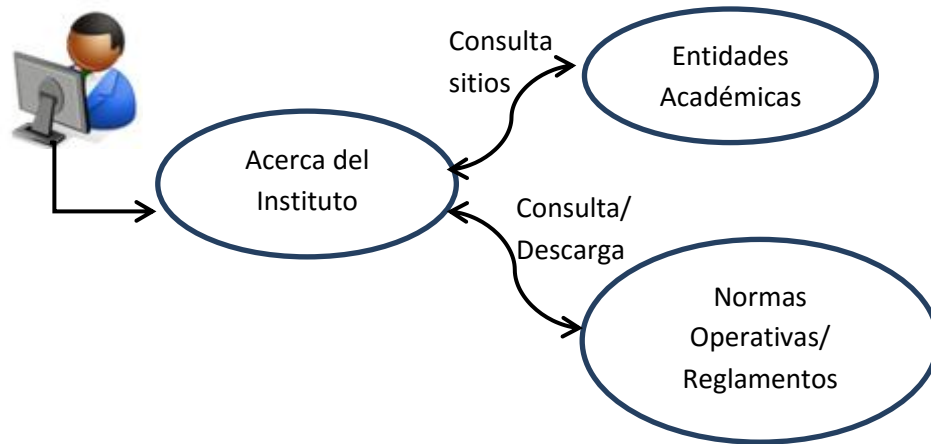 Consulta
sitios
Entidades
Académicas
Acerca del
Instituto
Consulta/
Descarga
Normas
Operativas/
Reglamentos